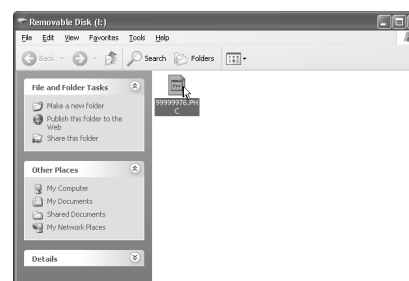 Removable Disk (I:)
File Edit View Favorites Tools Help
Back Search Folders
File and Folder Tasks
Make a new folder
Publish this folder to the
Web
Share this folder
99999976.PH
C
Other Places
My Computer
My Documents
Shared Documents
My Network Places
Details